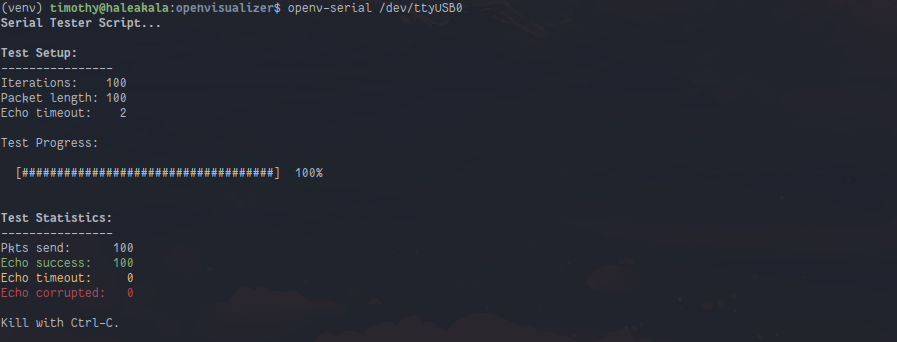 (venv) timothy@haleakala:openvisualizer$ openv-serial /dev/ttyUSB0
Serial Tester Script...
Test Setup:
----------------
Iterations:    100
Packet length: 100
Echo timeout:    2
Test Progress:
[####################################]  100%
Test Statistics:
----------------
Pkts send:      100
Echo success:   100
Echo timeout:     0
Echo corrupted:   0
Kill with Ctrl-C.